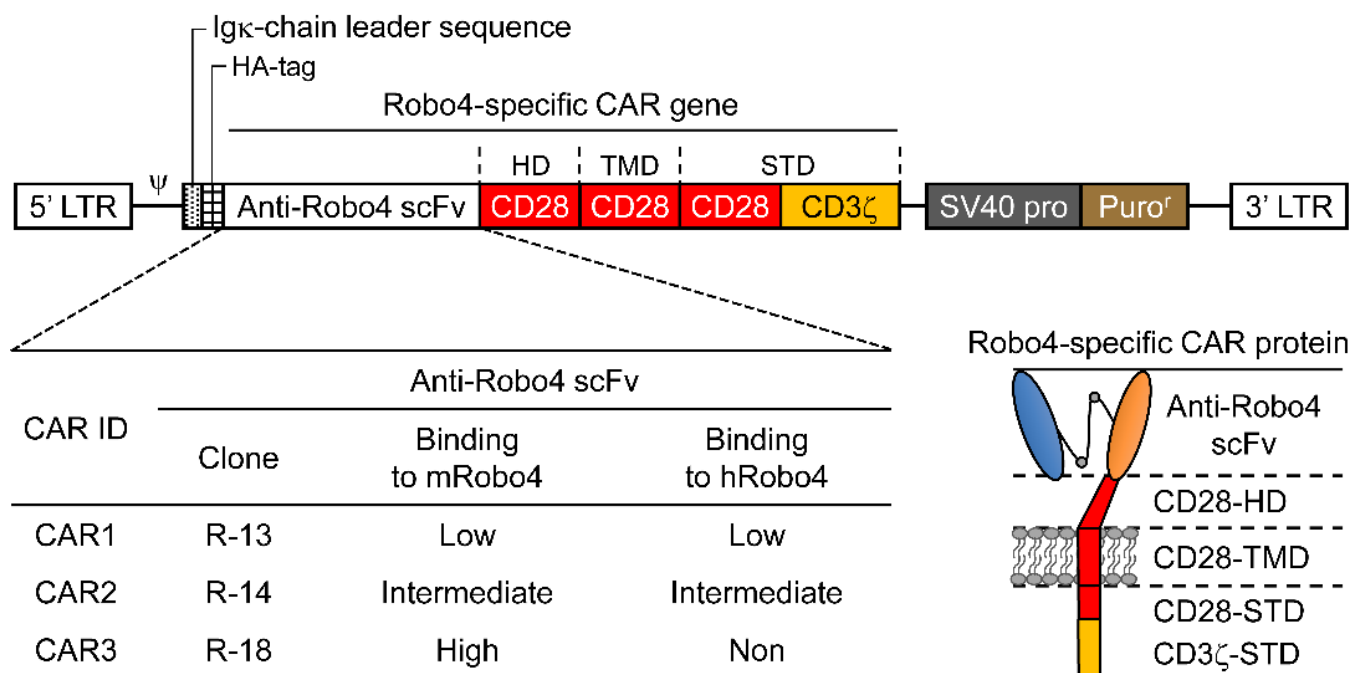 Igκ-chain leader sequence
HA-tag
Robo4-specific CAR gene
HD TMD STD
5' LTR ψ Anti-Robo4 scFv CD28 CD28 CD28 CD3ζ SV40 pro Puroʳ 3' LTR
Anti-Robo4 scFv
CAR ID Clone Binding to mRobo4 Binding to hRobo4
CAR1 R-13 Low Low
CAR2 R-14 Intermediate Intermediate
CAR3 R-18 High Non
Robo4-specific CAR protein
Anti-Robo4
scFv
CD28-HD
CD28-TMD
CD28-STD
CD3ζ-STD